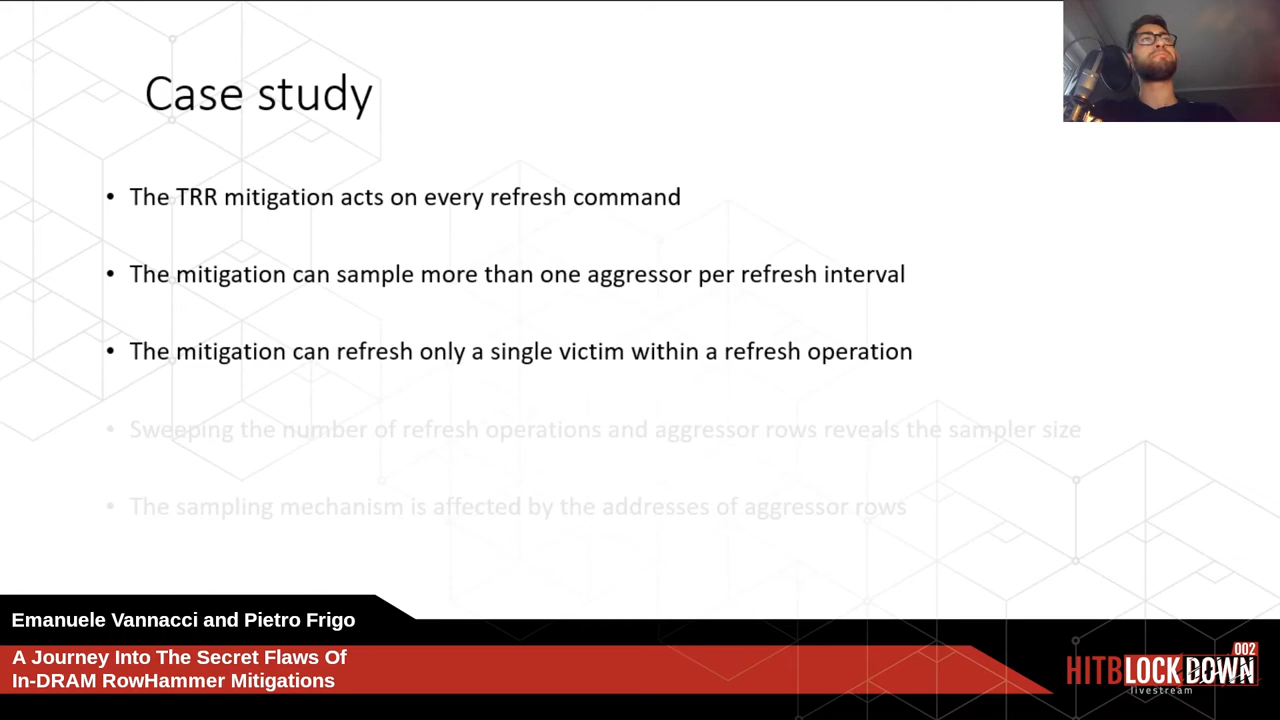 Case study
• The TRR mitigation acts on every refresh command
• The mitigation can sample more than one aggressor per refresh interval
• The mitigation can refresh only a single victim within a refresh operation
• Sweeping the number of refresh operations and aggressor rows reveals the sampler size
• The sampling mechanism is affected by the addresses of aggressor rows
Emanuele Vannacci and Pietro Frigo
A Journey Into The Secret Flaws Of
In-DRAM RowHammer Mitigations
002
HITBLOCKDOWN
livestream